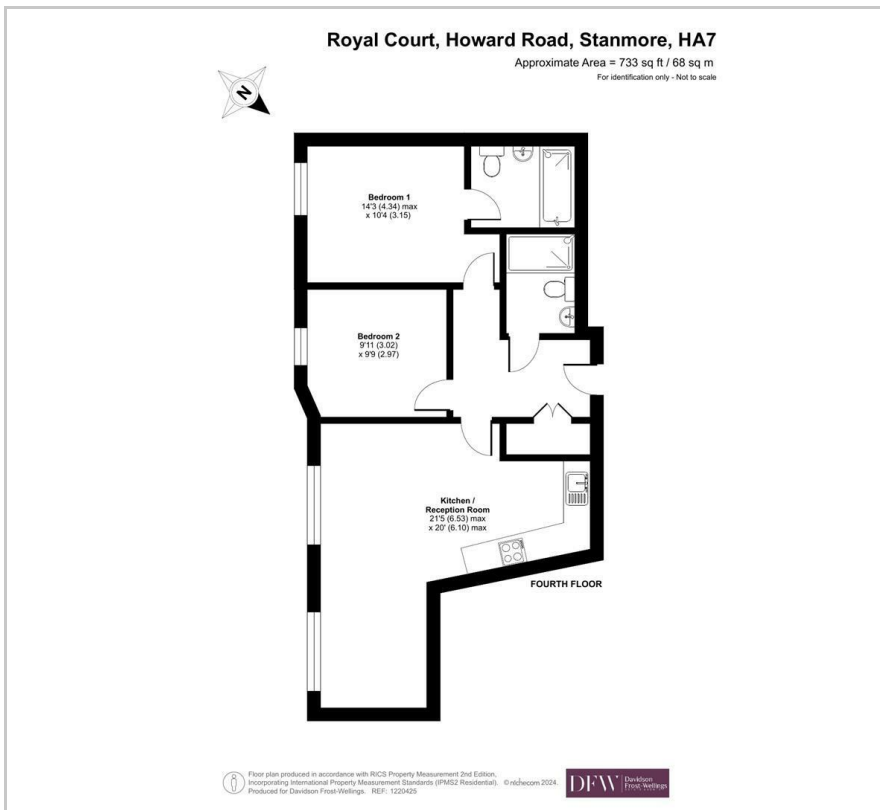 Royal Court, Howard Road, Stanmore, HA7
Approximate Area = 733 sq ft / 68 sq m
For identification only - Not to scale
N
Bedroom 1
14'3 (4.34) max
x 10'4 (3.15)
Bedroom 2
9'11 (3.02)
x 9'9 (2.97)
Kitchen /
Reception Room
21'5 (6.53) max
x 20' (6.10) max
FOURTH FLOOR
Floor plan produced in accordance with RICS Property Measurement 2nd Edition,
Incorporating International Property Measurement Standards (IPMS2 Residential). © nichecom 2024.
Produced for Davidson Frost-Wellings. REF: 1220425
DFW
Davidson
Frost-Wellings